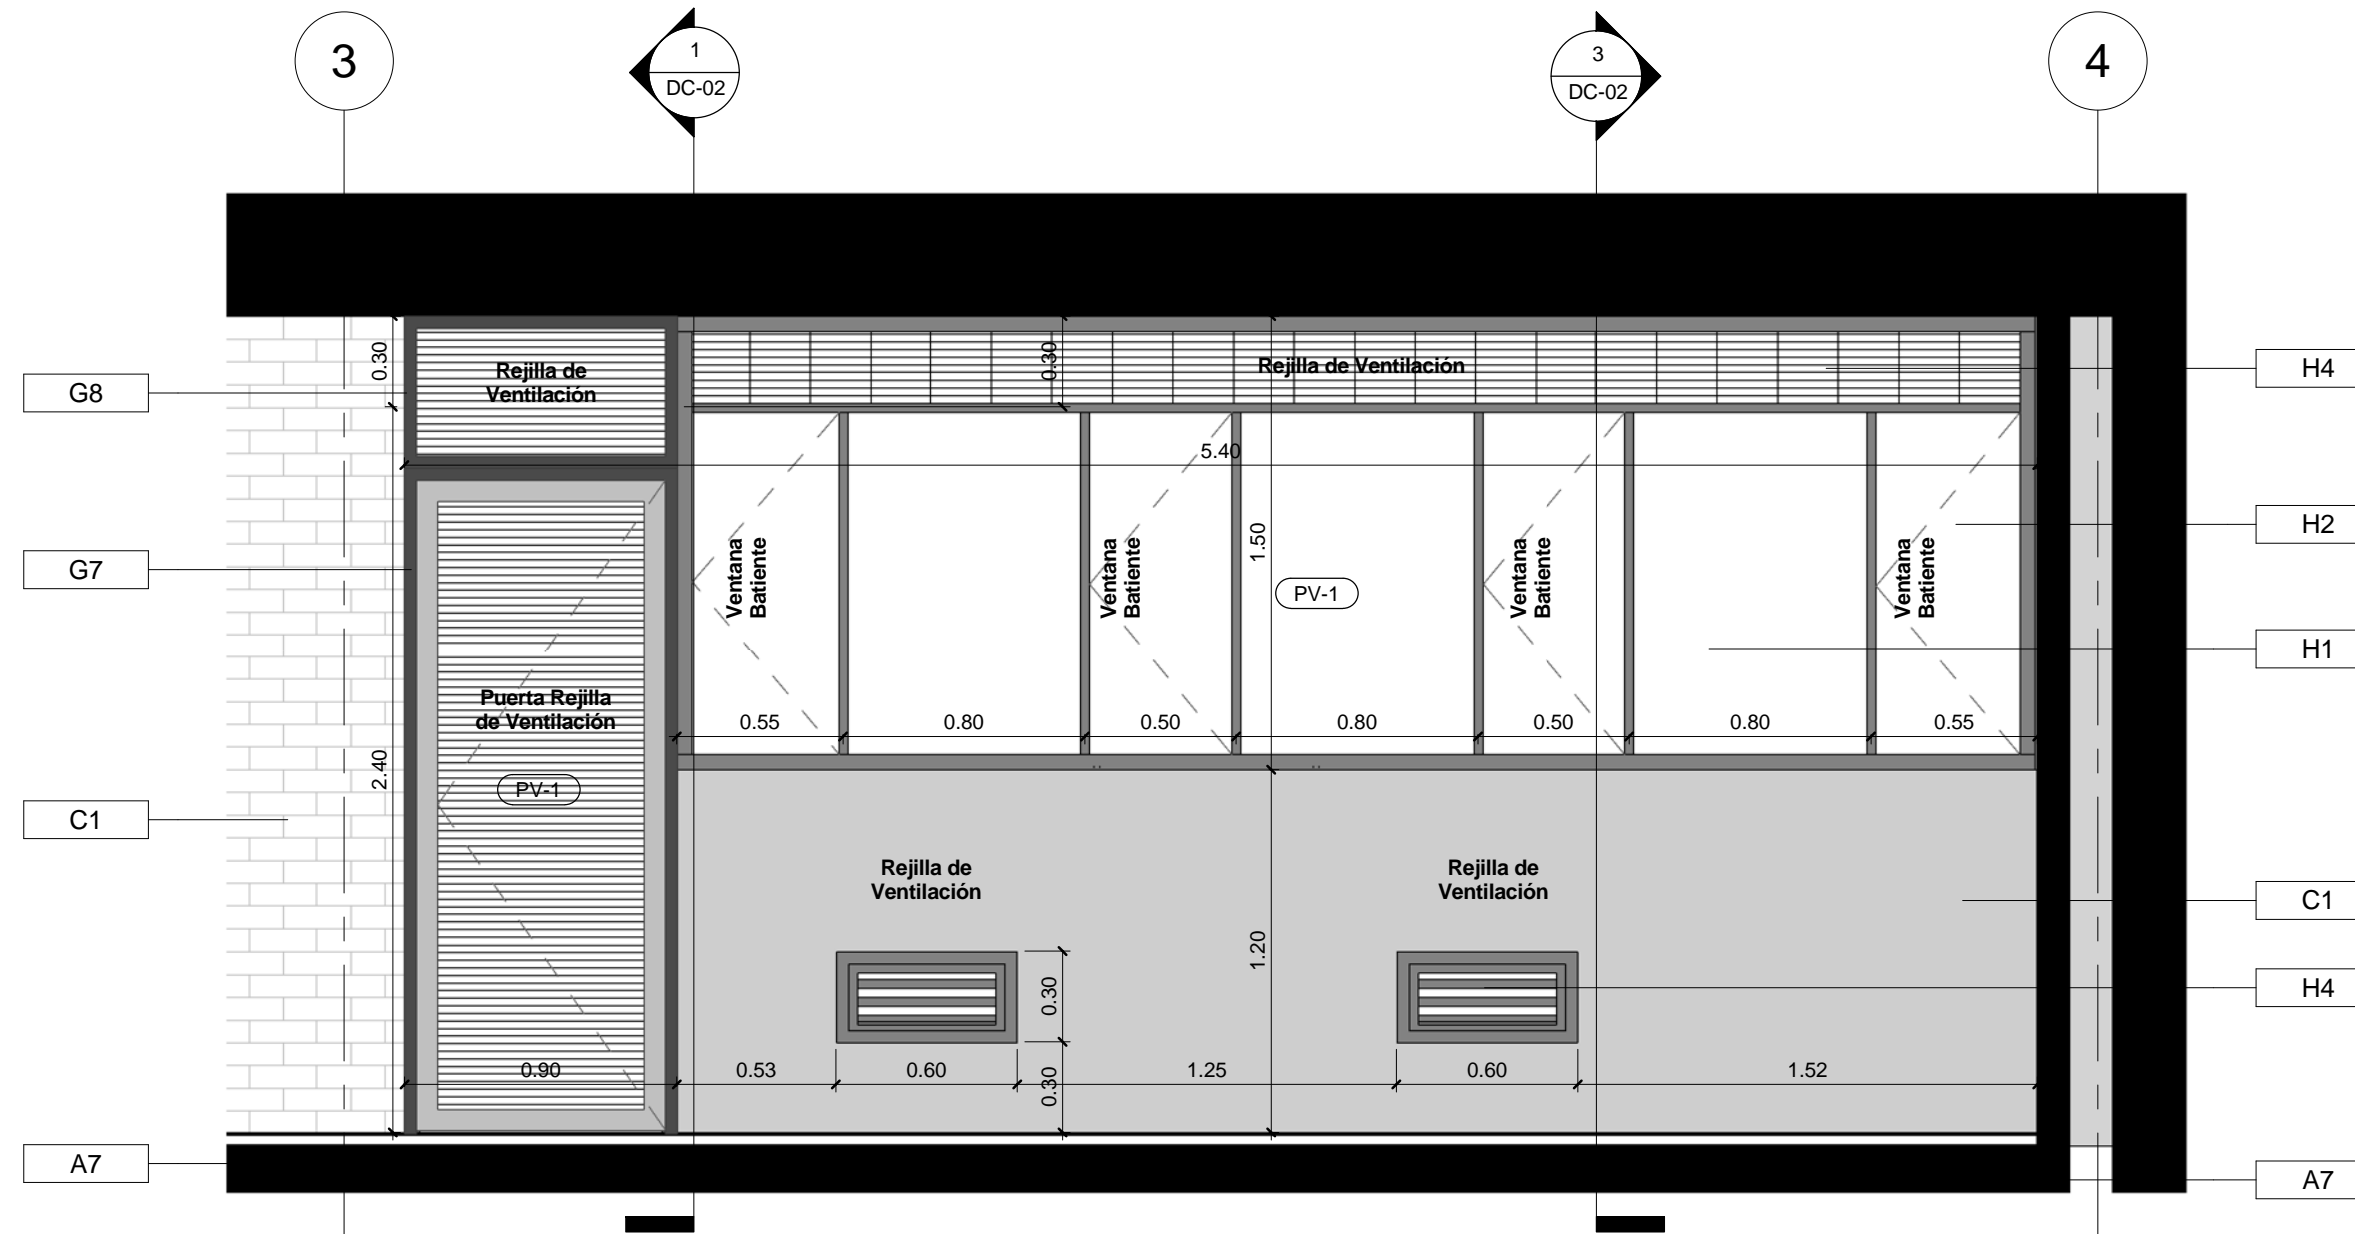 3
1
DC-02
3
DC-02
4
0.30
Rejilla de
Ventilación
0.30
Rejilla de Ventilación
H4
G8
5.40
H2
G7
Ventana
Batiente
Ventana
Batiente
1.50
PV-1
Ventana
Batiente
Ventana
Batiente
H1
Puerta Rejilla
de Ventilación
0.55
0.80
0.50
0.80
0.50
0.80
0.55
2.40
PV-1
C1
Rejilla de
Ventilación
Rejilla de
Ventilación
C1
1.20
0.30
H4
0.90
0.53
0.60
0.30
1.25
0.60
1.52
A7
A7